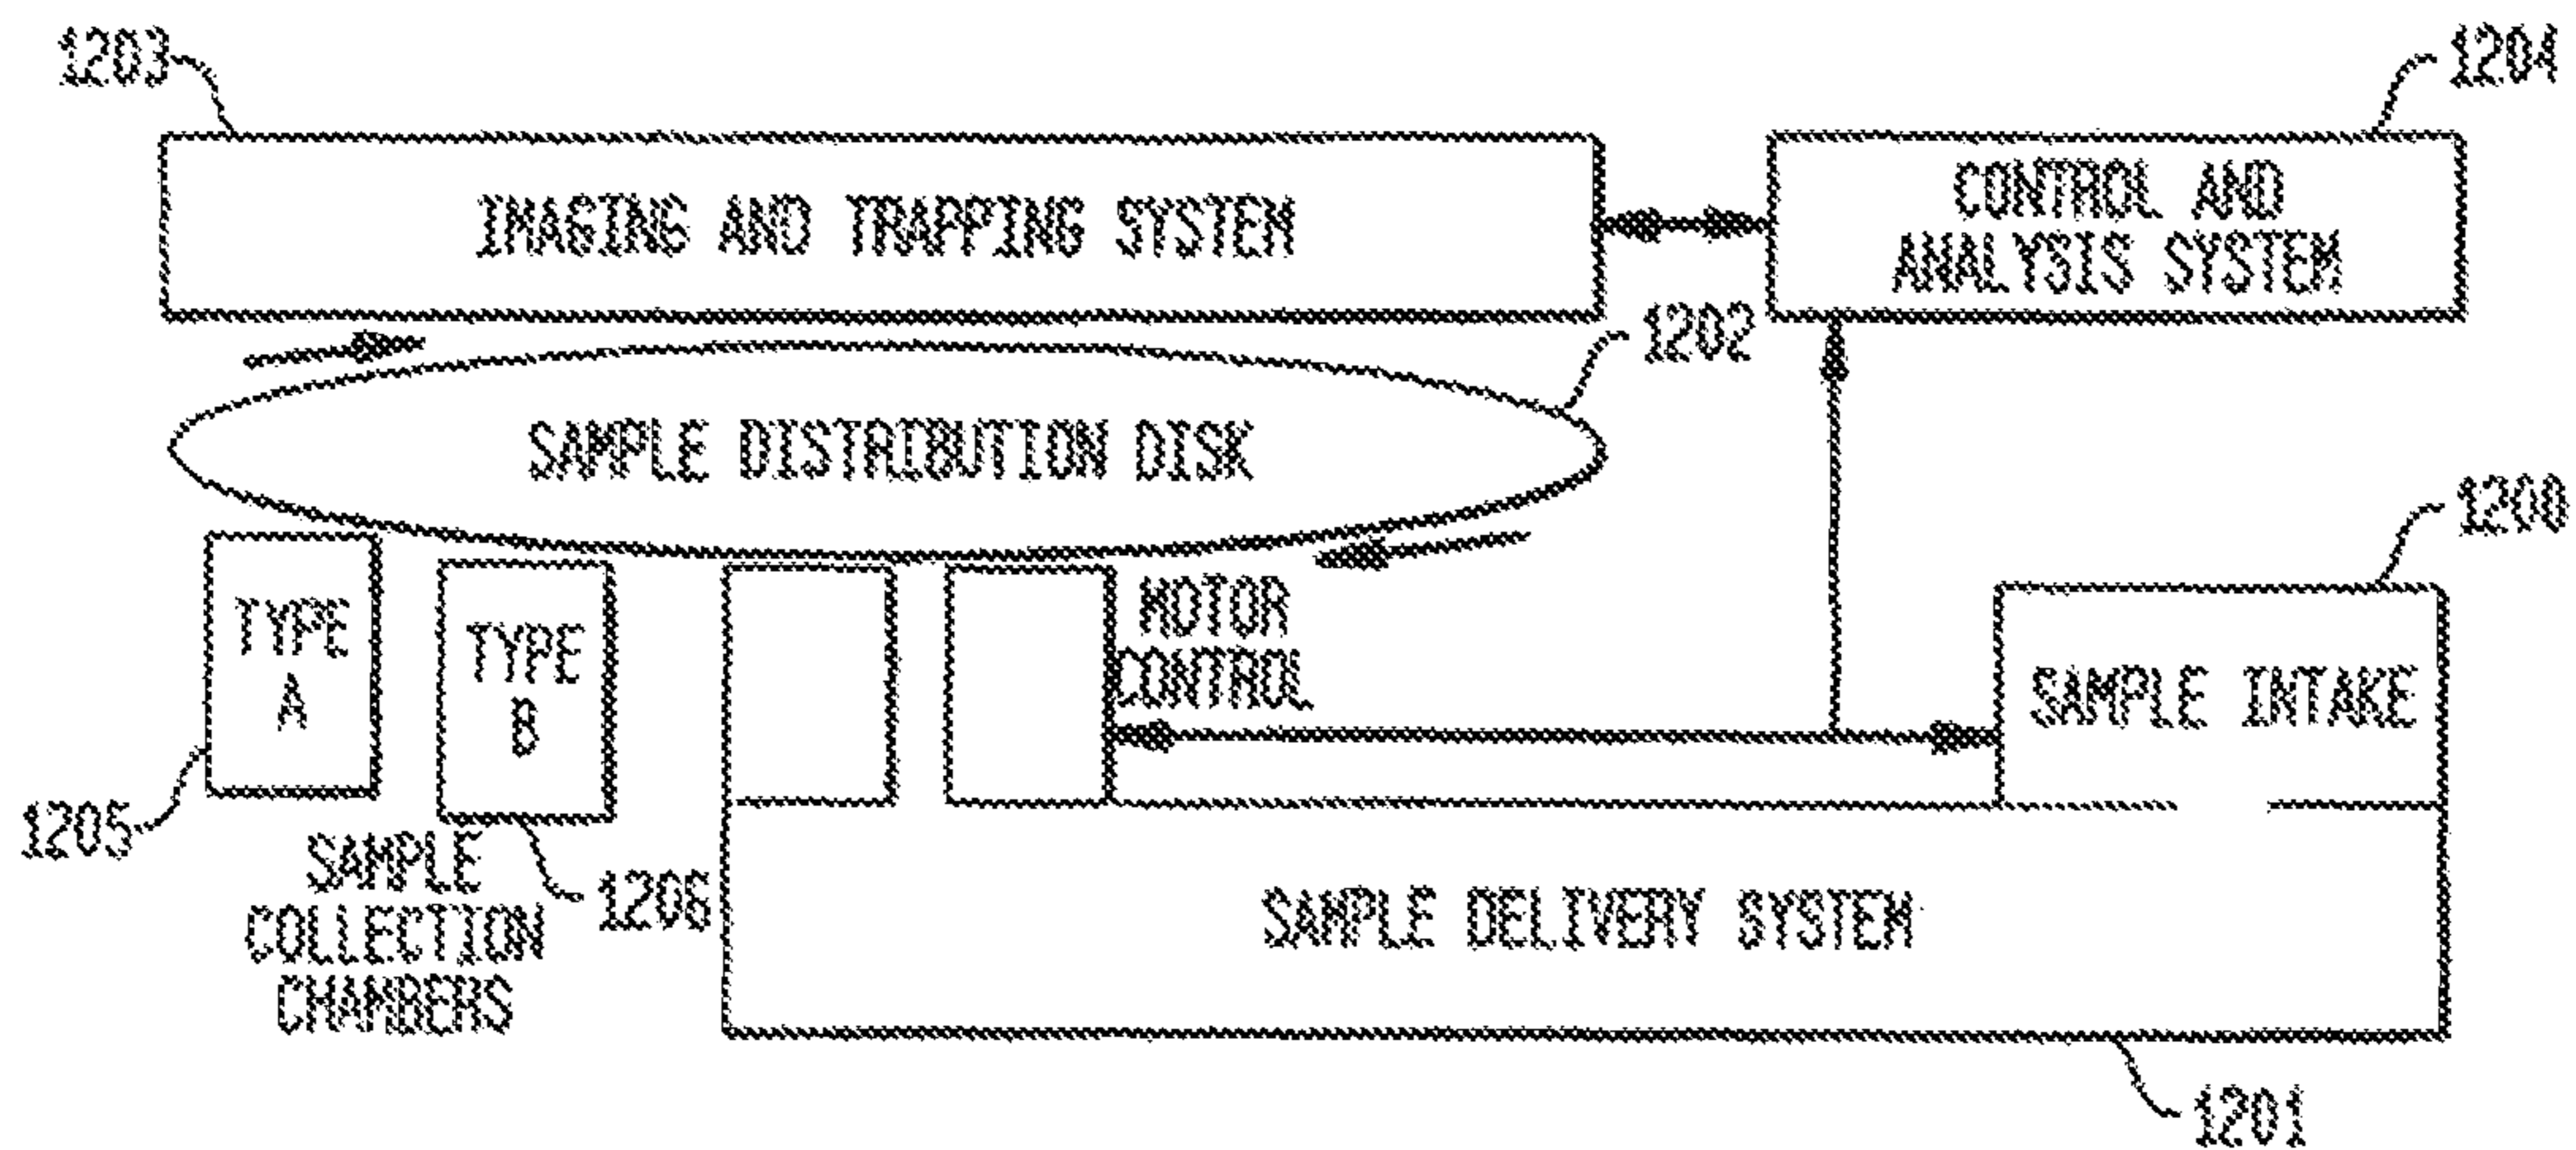 1203
1204
IMAGING AND TRAPPING SYSTEM
CONTROL AND
ANALYSIS SYSTEM
1202
SAMPLE DISTRIBUTION DISK
1200
TYPE
A
TYPE
B
MOTOR
CONTROL
SAMPLE INTAKE
1205
SAMPLE
COLLECTION
CHAMBERS
1206
SAMPLE DELIVERY SYSTEM
1201